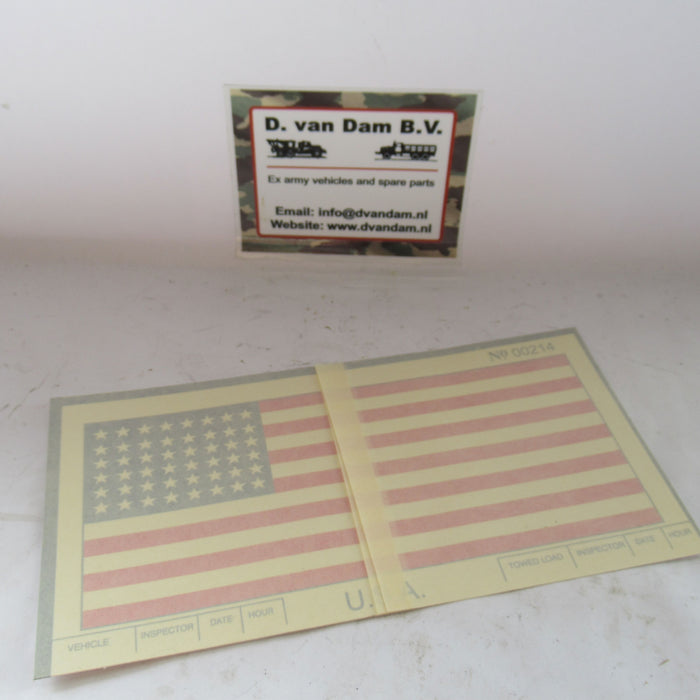 D. van Dam B.V.
Ex army vehicles and spare parts
Email: info@dvandam.nl
Website: www.dvandam.nl
No 00214
TOWED LOAD INSPECTOR DATE HOUR
U. A.
VEHICLE INSPECTOR DATE HOUR